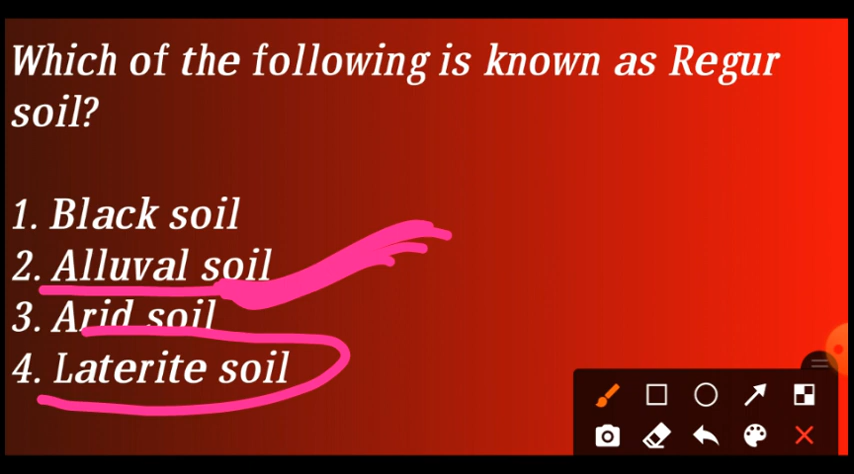 Which of the following is known as Regur
soil?
1. Black soil
2. Alluval soil
3. Arid soil
4. Laterite soil